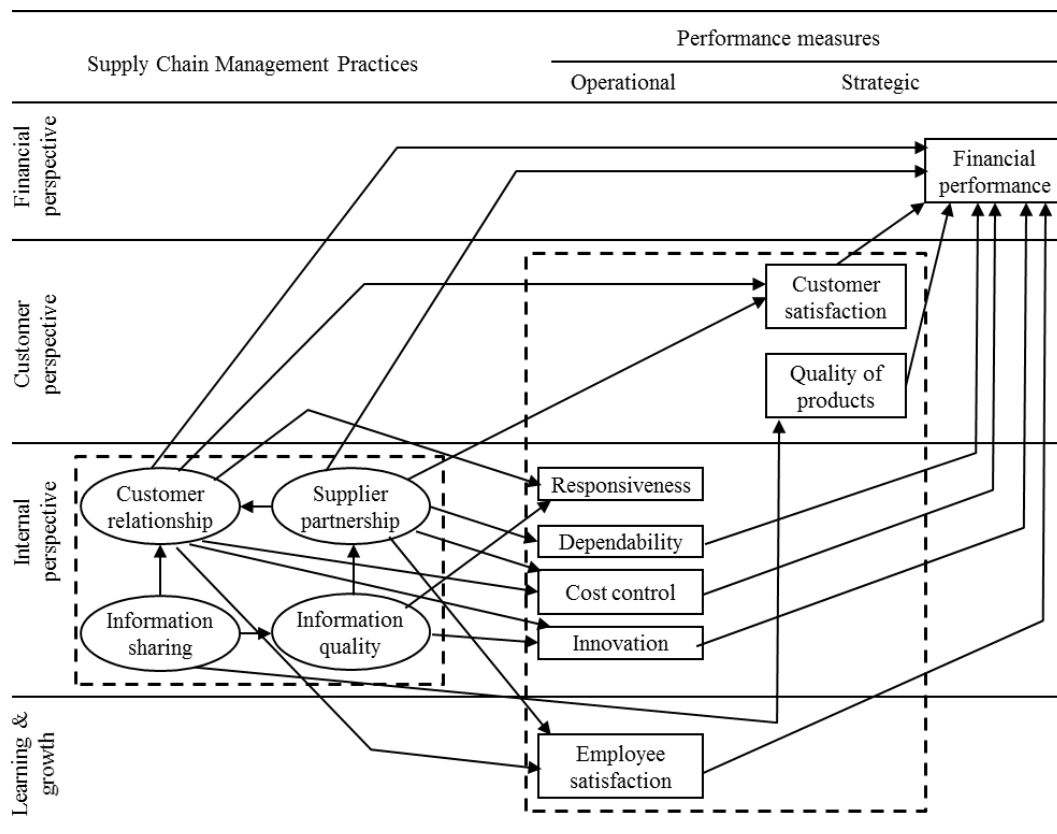 Performance measures
Supply Chain Management Practices
Operational
Strategic
Financial
perspective
Financial
performance
Customer
perspective
Customer
satisfaction
Quality of
products
Internal
perspective
Customer
relationship
Supplier
partnership
Responsiveness
Dependability
Cost control
Information
sharing
Information
quality
Innovation
Learning &
growth
Employee
satisfaction